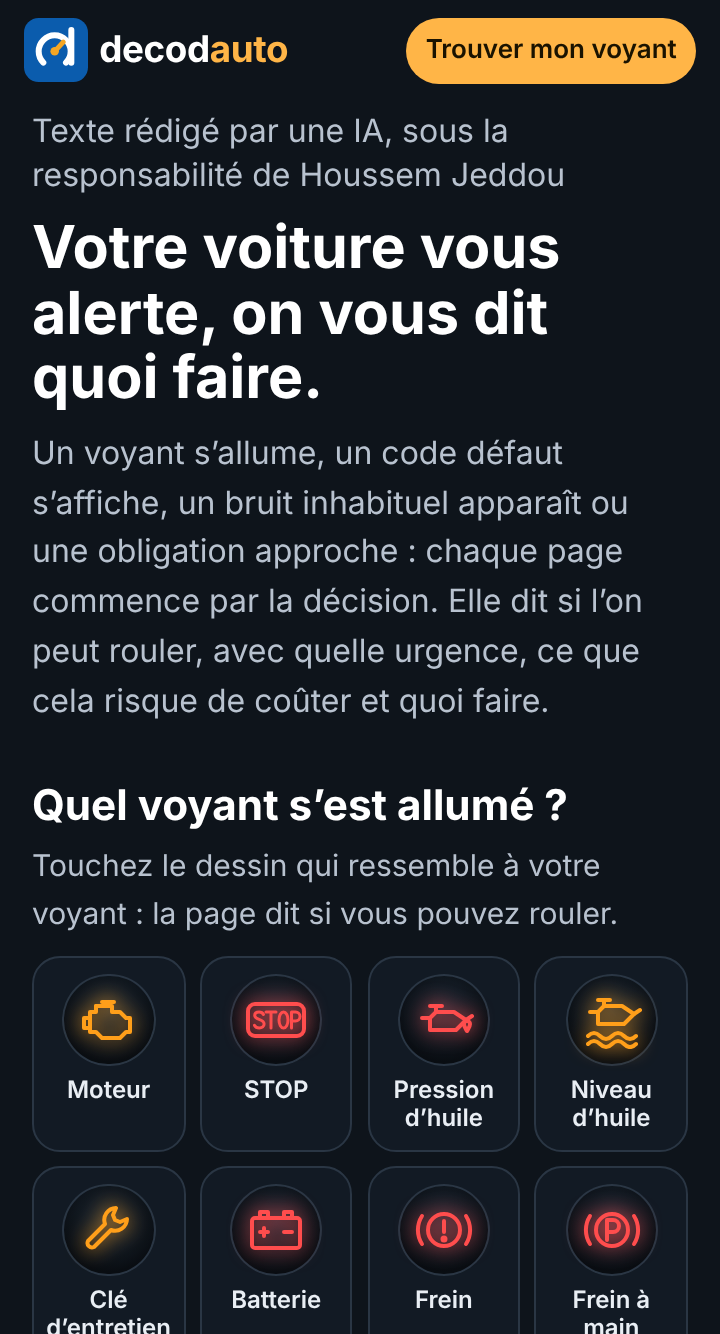 decodauto
Trouver mon voyant
Texte rédigé par une IA, sous la
responsabilité de Houssem Jeddou
Votre voiture vous
alerte, on vous dit
quoi faire.
Un voyant s’allume, un code défaut
s’affiche, un bruit inhabituel apparaît ou
une obligation approche : chaque page
commence par la décision. Elle dit si l’on
peut rouler, avec quelle urgence, ce que
cela risque de coûter et quoi faire.
Quel voyant s’est allumé ?
Touchez le dessin qui ressemble à votre
voyant : la page dit si vous pouvez rouler.
Moteur
STOP
STOP
Pression
d’huile
Niveau
d’huile
Clé
d’entretien
Batterie
Frein
P
Frein à
main